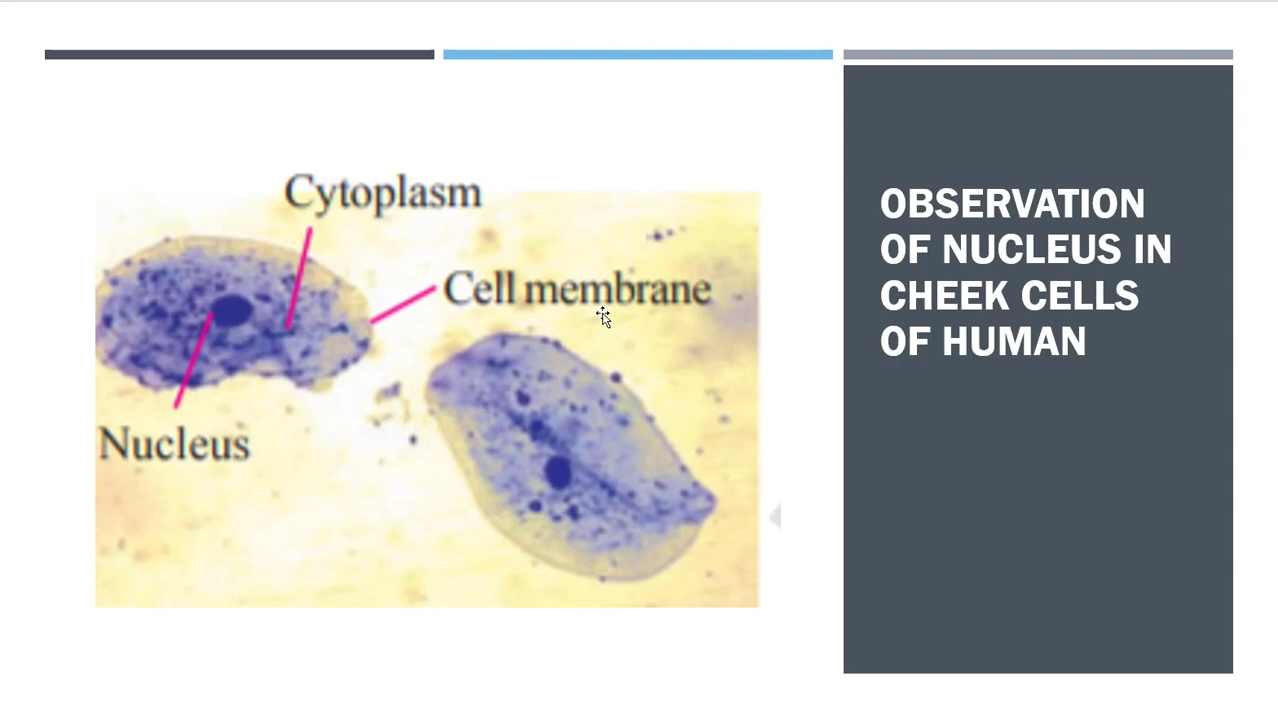 Cytoplasm
Cell membrane
Nucleus
OBSERVATION
OF NUCLEUS IN
CHEEK CELLS
OF HUMAN